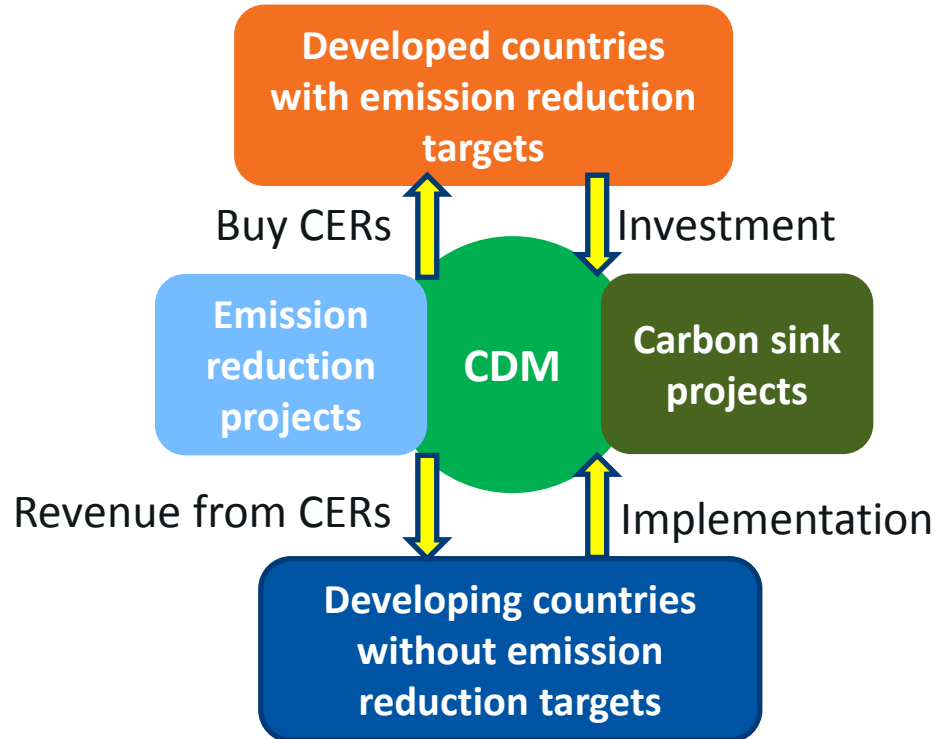 Developed countries
with emission reduction
targets
Buy CERs
Investment
Emission
reduction
projects
CDM
Carbon sink
projects
Revenue from CERs
Implementation
Developing countries
without emission
reduction targets